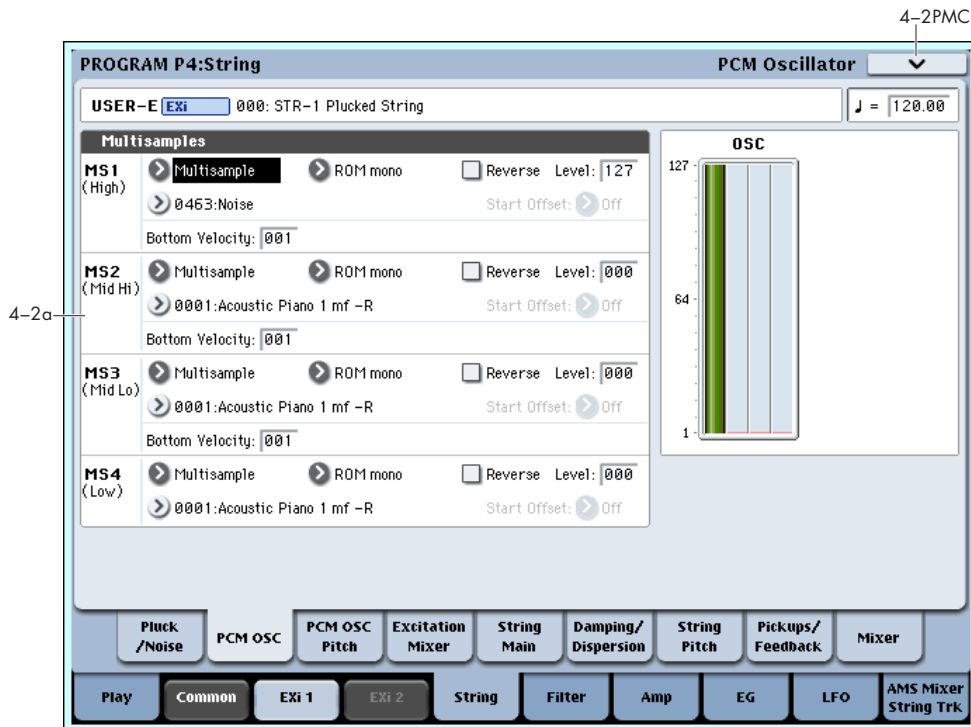 4–2PMC
PROGRAM P4:String PCM Oscillator
USER–E EXi 000: STR–1 Plucked String ♩ = 120.00
Multisamples
OSC
MS1 Multisample ROM mono Reverse Level: 127
(High)
0463:Noise Start Offset: Off
Bottom Velocity: 001
MS2 Multisample ROM mono Reverse Level: 000
(Mid Hi)
0001:Acoustic Piano 1 mf –R Start Offset: Off
Bottom Velocity: 001
MS3 Multisample ROM mono Reverse Level: 000
(Mid Lo)
0001:Acoustic Piano 1 mf –R Start Offset: Off
Bottom Velocity: 001
MS4 Multisample ROM mono Reverse Level: 000
(Low)
0001:Acoustic Piano 1 mf –R Start Offset: Off
127
64
1
4–2a
Pluck
/Noise
PCM OSC
PCM OSC
Pitch
Excitation
Mixer
String
Main
Damping/
Dispersion
String
Pitch
Pickups/
Feedback
Mixer
Play
Common
EXi 1
EXi 2
String
Filter
Amp
EG
LFO
AMS Mixer
String Trk